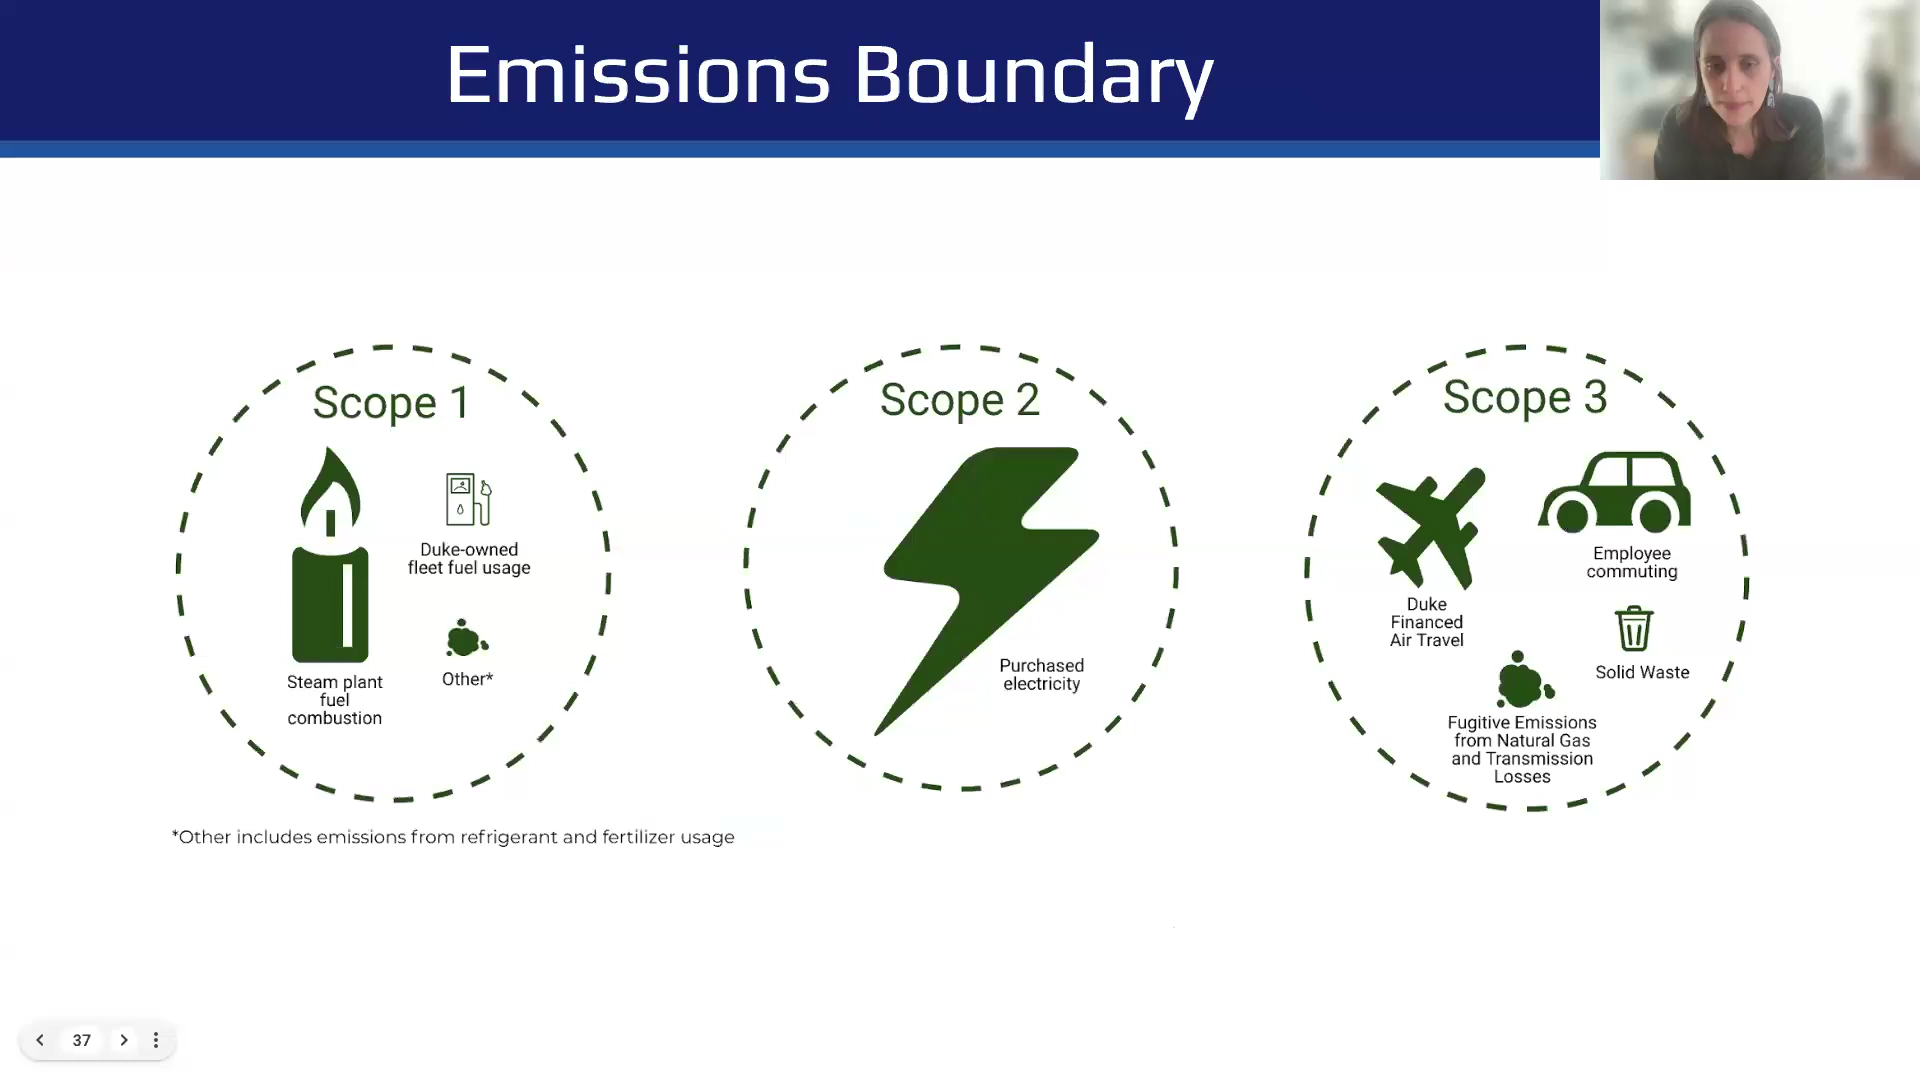 Emissions Boundary
Scope 1
Steam plant
fuel
combustion
Duke-owned
fleet fuel usage
Other*
Scope 2
Purchased
electricity
Scope 3
Duke
Financed
Air Travel
Employee
commuting
Solid Waste
Fugitive Emissions
from Natural Gas
and Transmission
Losses
*Other includes emissions from refrigerant and fertilizer usage
37